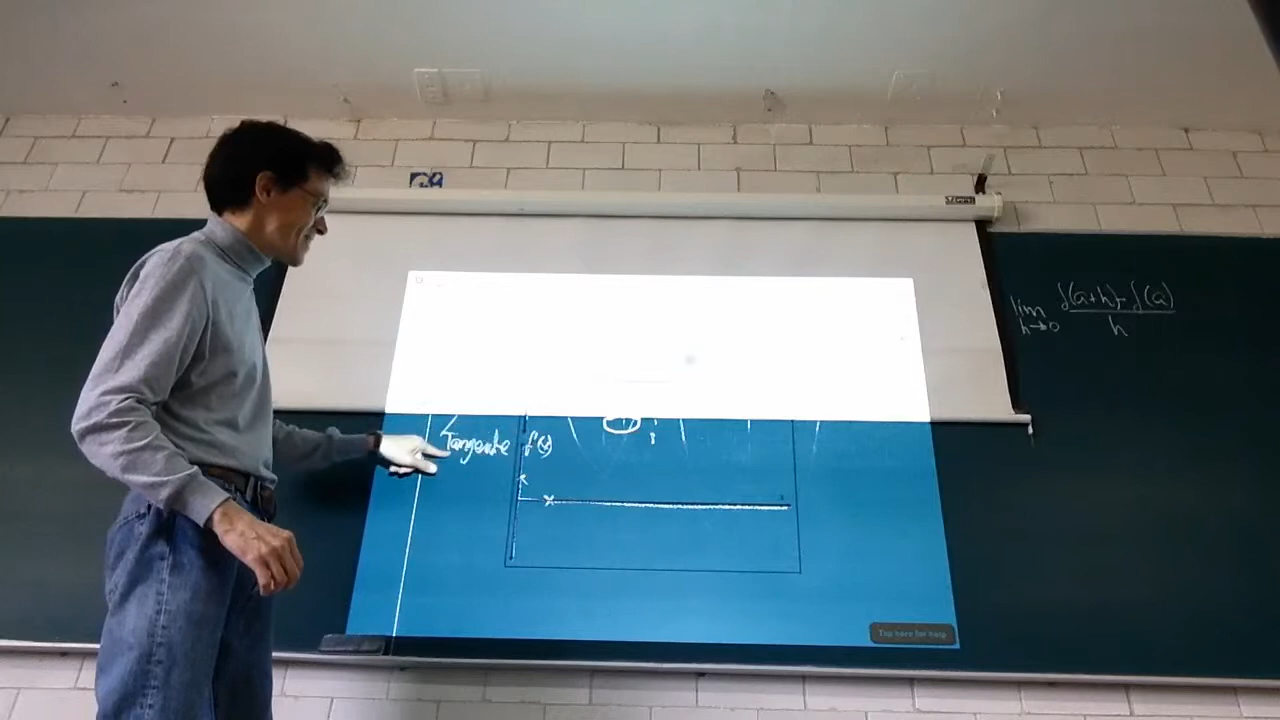 Tangente f(x)
x
x
lim f(a+h)-f(a)
h→0 h
Tap here for help